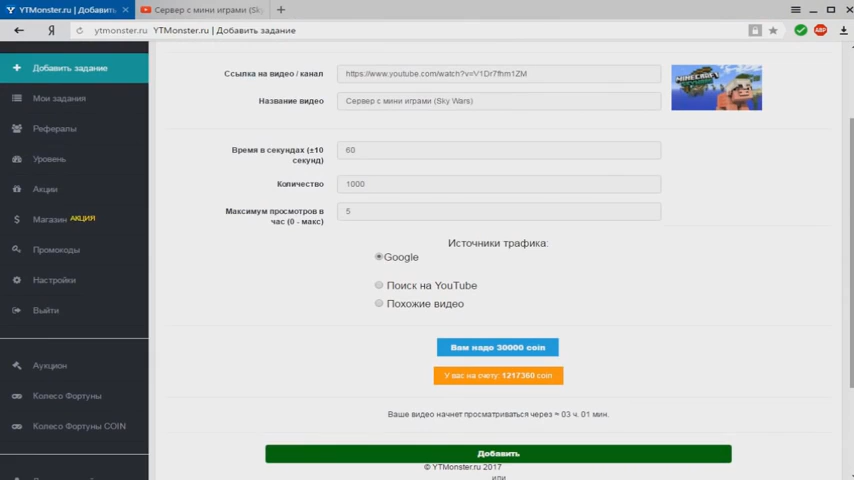 YTMonster.ru | Добавить
Сервер с мини играми (Sky
ytmonster.ru YTMonster.ru | Добавить задание
Добавить задание
Мои задания
Рефералы
Уровень
Акции
Магазин АКЦИЯ
Промокоды
Настройки
Выйти
Аукцион
Колесо Фортуны
Колесо Фортуны COIN
Ссылка на видео / канал
https://www.youtube.com/watch?v=V1Dr7fhm1ZM
Название видео
Сервер с мини играми (Sky Wars)
MINECRAFT
Время в секундах (±10
секунд)
60
Количество
1000
Максимум просмотров в
час (0 - макс)
5
Источники трафика:
Google
Поиск на YouTube
Похожие видео
Вам надо 30000 coin
У вас на счету: 1217360 coin
Ваше видео начнет просматриваться через ≈ 03 ч. 01 мин.
Добавить
© YTMonster.ru 2017
или